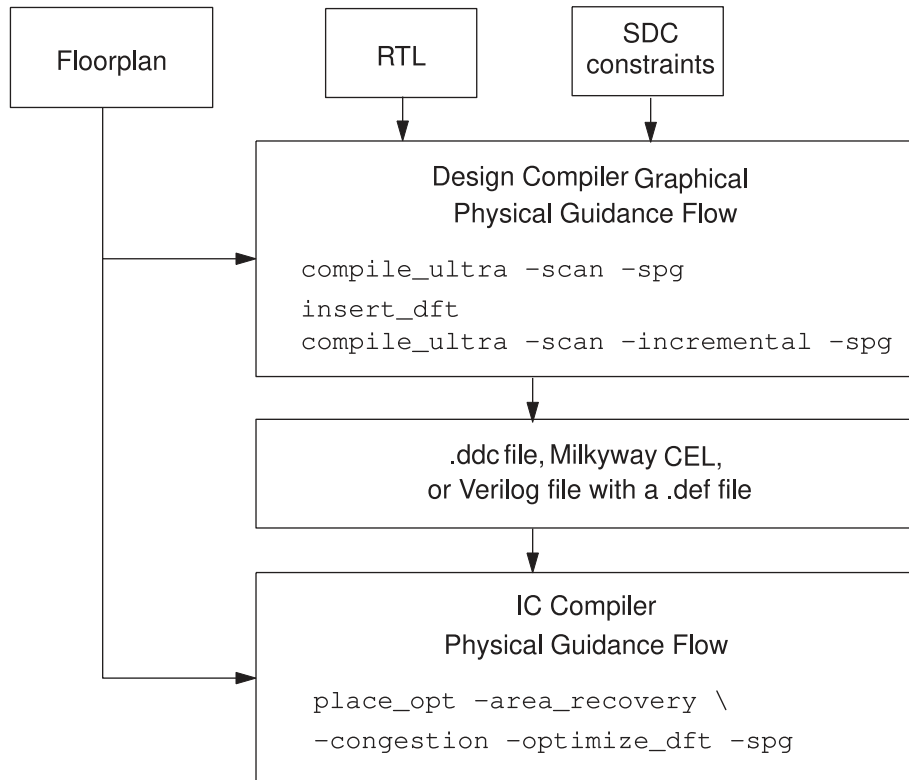 Floorplan
RTL
SDC
constraints
Design Compiler Graphical
Physical Guidance Flow
compile_ultra −scan −spg
insert_dft
compile_ultra −scan −incremental −spg
.ddc file, Milkyway CEL,
or Verilog file with a .def file
IC Compiler
Physical Guidance Flow
place_opt −area_recovery \
−congestion −optimize_dft −spg